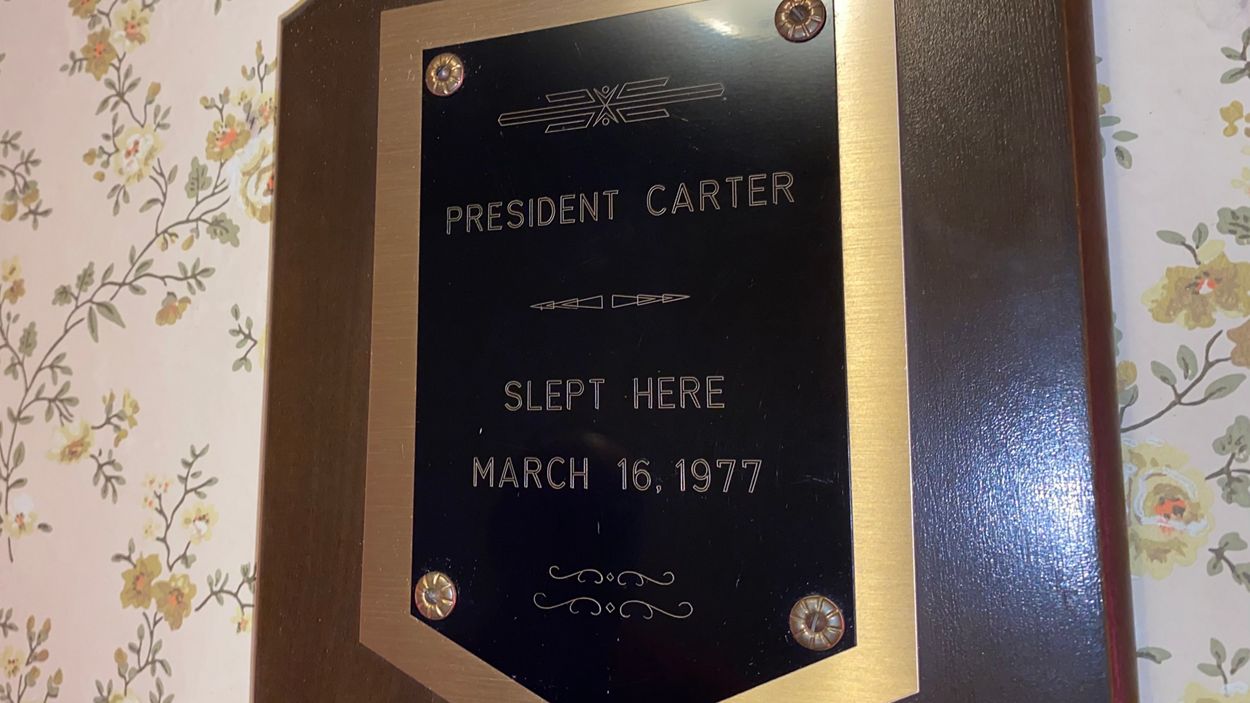 PRESIDENT CARTER
SLEPT HERE
MARCH 16, 1977